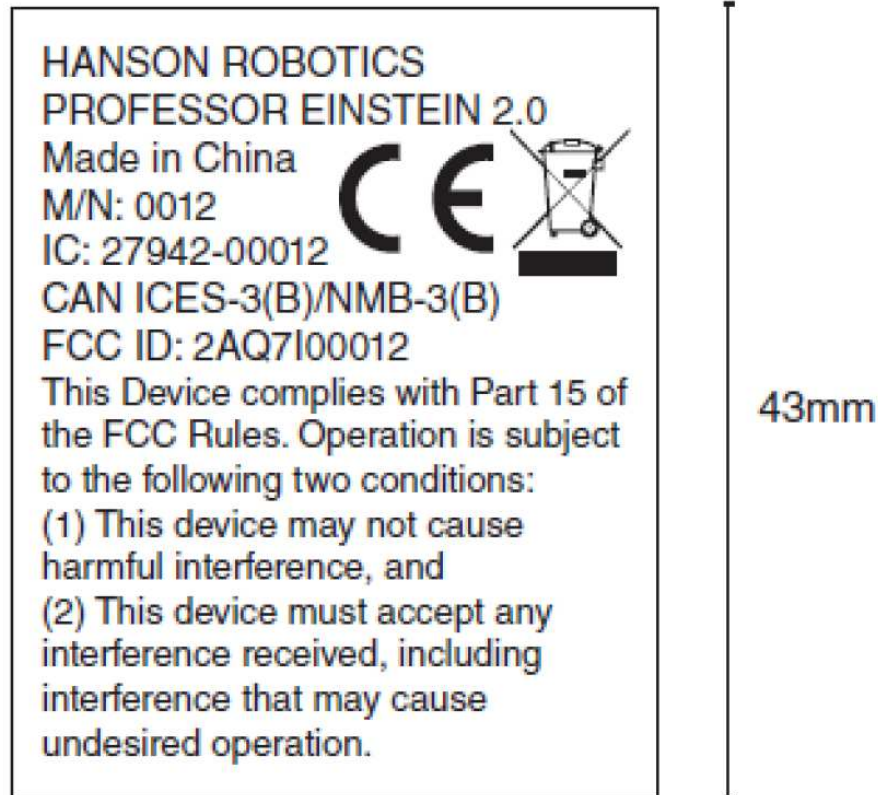 HANSON ROBOTICS
PROFESSOR EINSTEIN 2.0
Made in China
M/N: 0012
IC: 27942-00012
CE
CAN ICES-3(B)/NMB-3(B)
FCC ID: 2AQ7I00012
This Device complies with Part 15 of
the FCC Rules. Operation is subject
to the following two conditions:
(1) This device may not cause
harmful interference, and
(2) This device must accept any
interference received, including
interference that may cause
undesired operation.
43mm